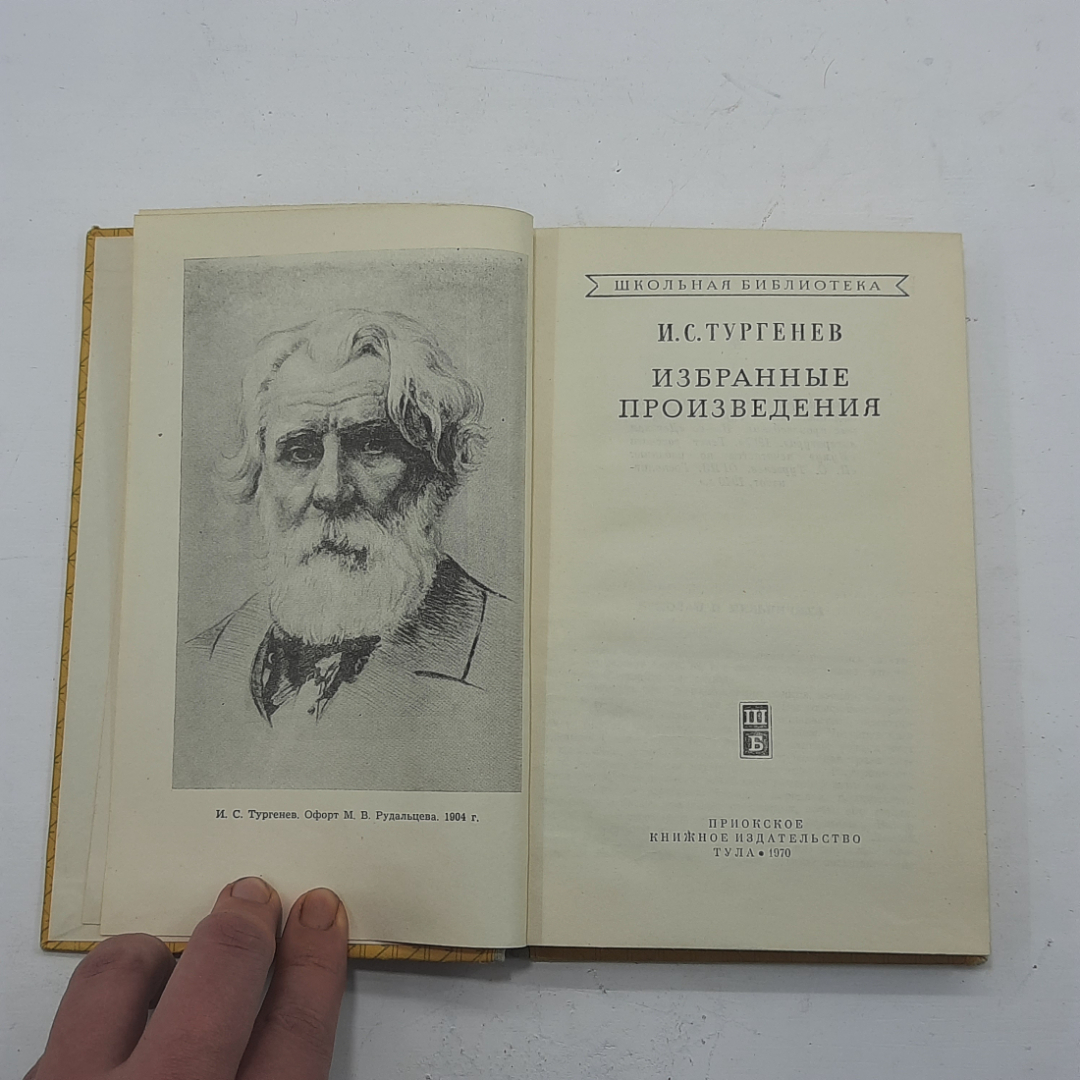 И. С. Тургенев. Офорт М. В. Рудальцева. 1904 г.
ШКОЛЬНАЯ БИБЛИОТЕКА
И. С. ТУРГЕНЕВ
ИЗБРАННЫЕ
ПРОИЗВЕДЕНИЯ
Ш
Б
ПРИОКСКОЕ
КНИЖНОЕ ИЗДАТЕЛЬСТВО
ТУЛА • 1970